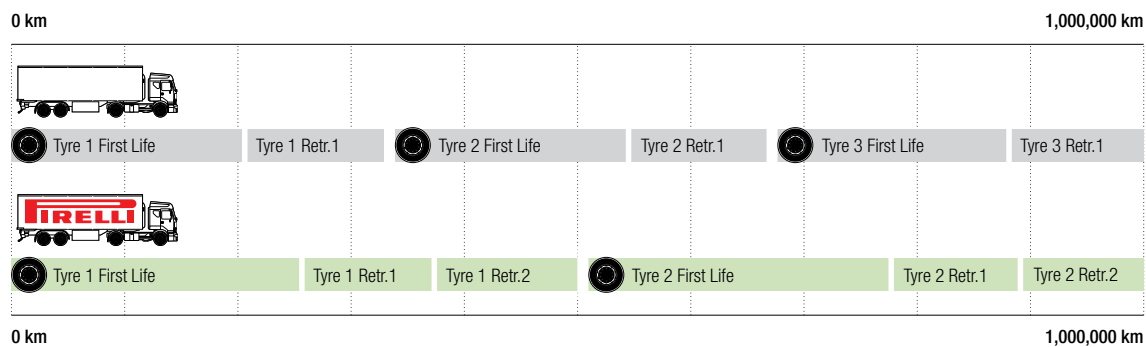 0 km 1,000,000 km
Tyre 1 First Life Tyre 1 Retr.1 Tyre 2 First Life Tyre 2 Retr.1 Tyre 3 First Life Tyre 3 Retr.1
PIRELLI
Tyre 1 First Life Tyre 1 Retr.1 Tyre 1 Retr.2 Tyre 2 First Life Tyre 2 Retr.1 Tyre 2 Retr.2
0 km 1,000,000 km